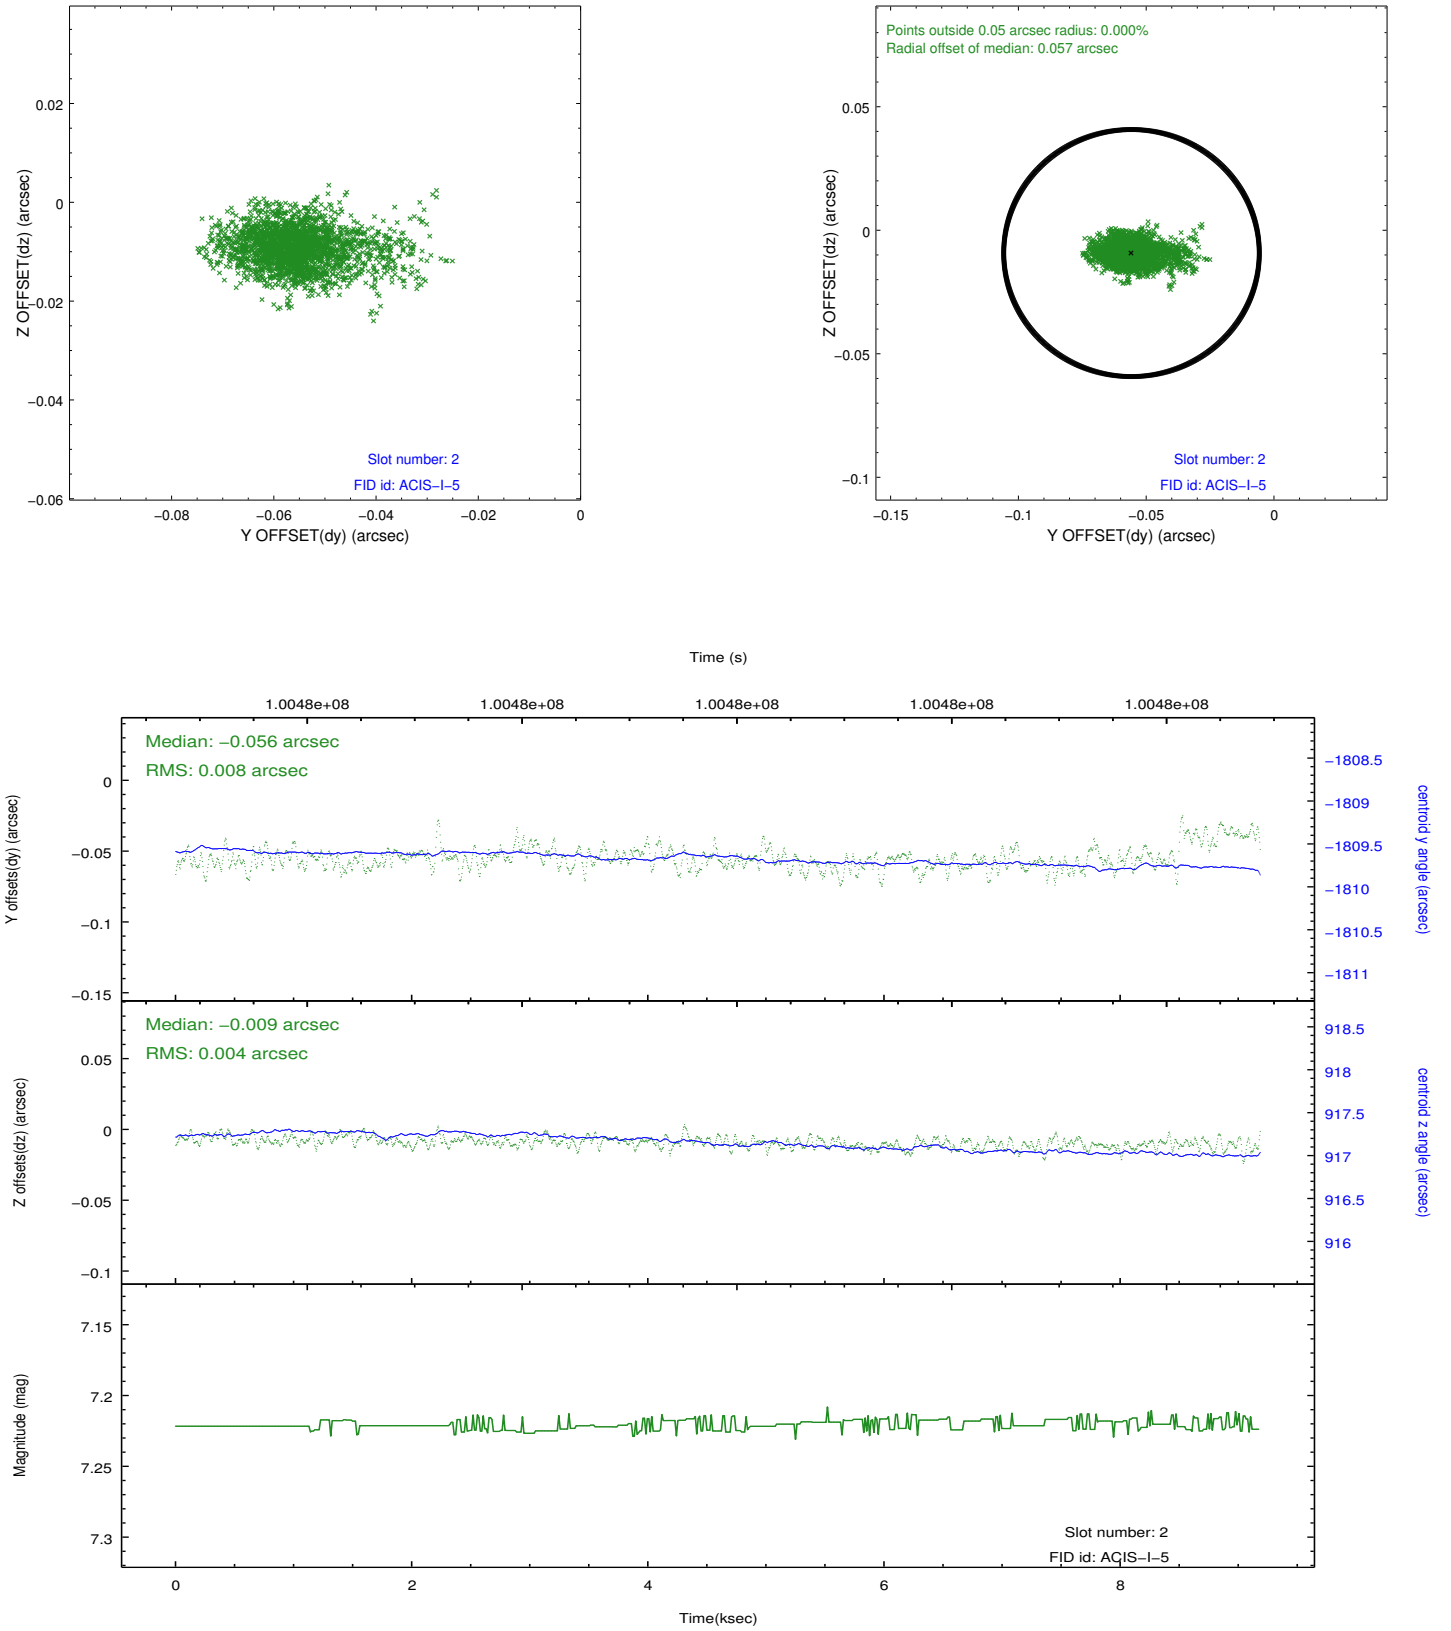 0.02
0
−0.02
−0.04
−0.06
Z OFFSET(dz) (arcsec)
Slot number: 2
FID id: ACIS−I−5
−0.08
−0.06
−0.04
−0.02
0
Y OFFSET(dy) (arcsec)
Points outside 0.05 arcsec radius: 0.000%
Radial offset of median: 0.057 arcsec
0.05
0
−0.05
−0.1
Z OFFSET(dz) (arcsec)
Slot number: 2
FID id: ACIS−I−5
−0.15
−0.1
−0.05
0
Y OFFSET(dy) (arcsec)
Time (s)
1.0048e+08
1.0048e+08
1.0048e+08
1.0048e+08
1.0048e+08
Median: −0.056 arcsec
RMS: 0.008 arcsec
0
−0.05
−0.1
−0.15
Y offsets(dy) (arcsec)
−1808.5
−1809
−1809.5
−1810
−1810.5
−1811
centroid y angle (arcsec)
Median: −0.009 arcsec
RMS: 0.004 arcsec
0.05
0
−0.05
−0.1
Z offsets(dz) (arcsec)
918.5
918
917.5
917
916.5
916
centroid z angle (arcsec)
7.15
7.2
7.25
7.3
Magnitude (mag)
Slot number: 2
FID id: ACIS−I−5
0
2
4
6
8
Time(ksec)